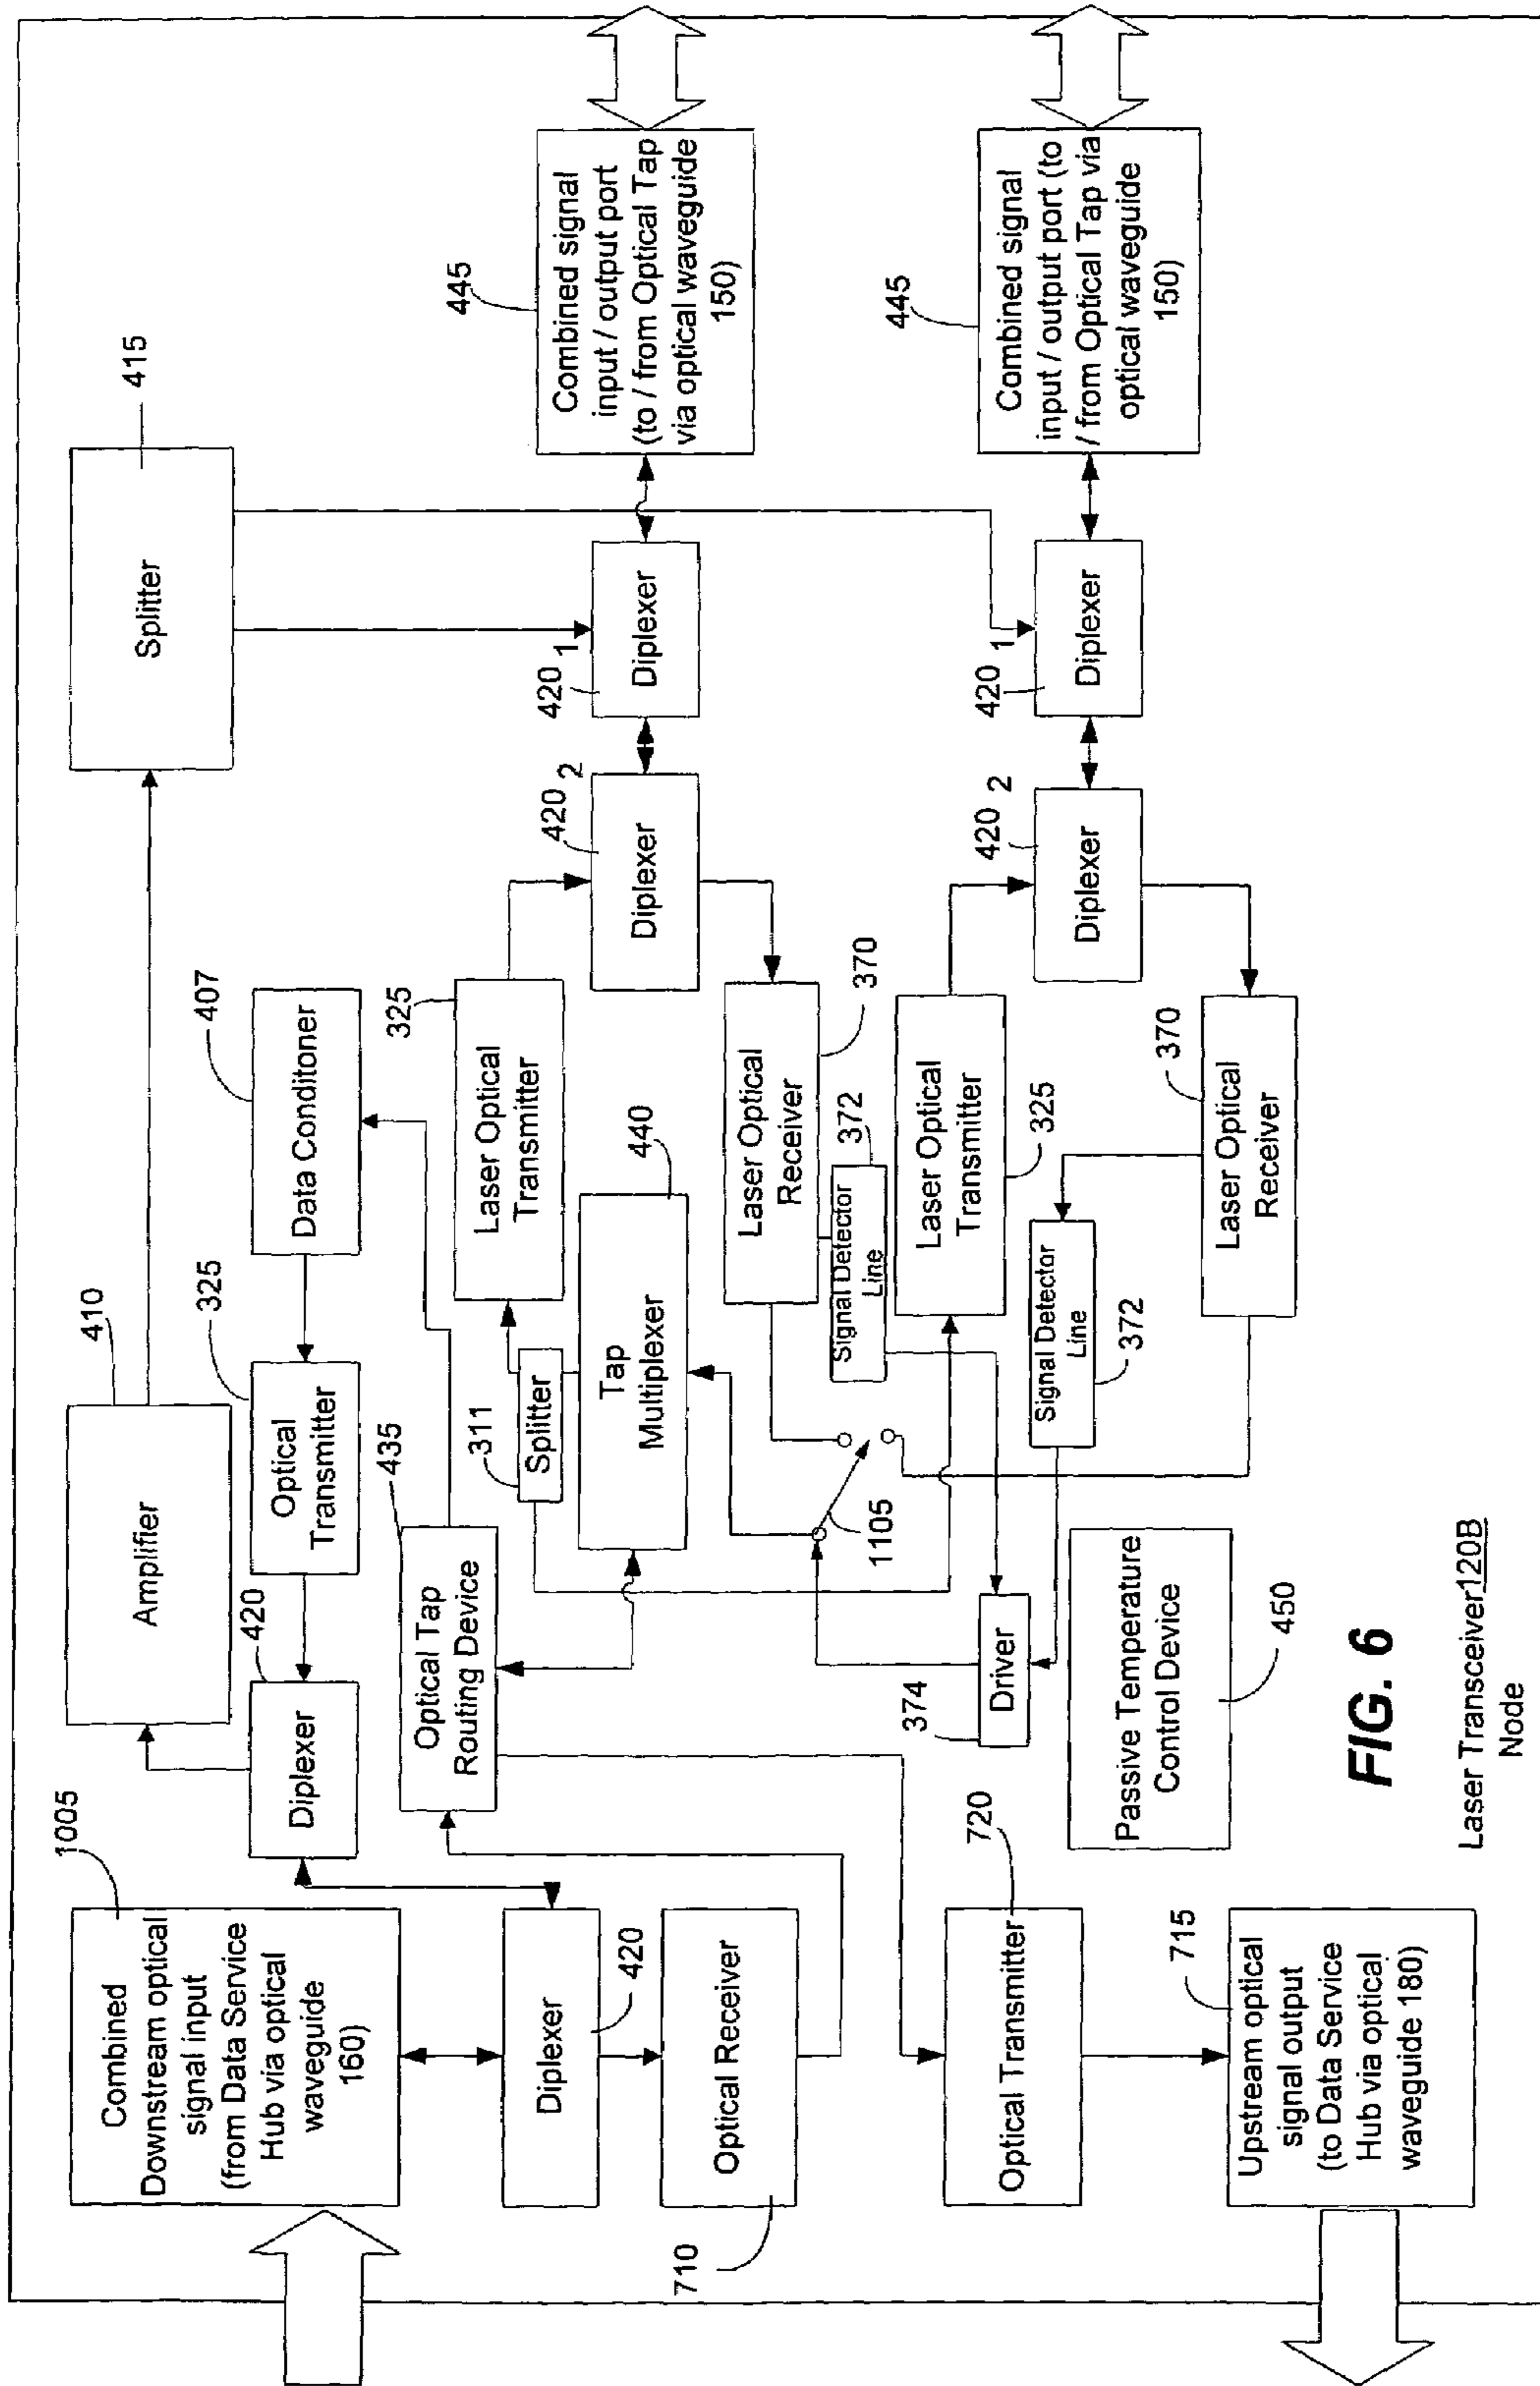 1005
Combined
Downstream optical
signal input
(from Data Service
Hub via optical
waveguide
160)
420
Diplexer
410
Amplifier
415
Splitter
325
Optical
Transmitter
407
Data Conditoner
Diplexer
420
435
Optical Tap
Routing Device
311
Splitter
325
Laser Optical
Transmitter
420 2
Diplexer
420 1
Diplexer
445
Combined signal
input / output port
(to / from Optical Tap
via optical waveguide
150)
710
Optical Receiver
440
Tap
Multiplexer
Laser Optical
Receiver
370
Signal Detector
Line
372
1105
Laser Optical
Transmitter
325
420 2
Diplexer
420 1
Diplexer
445
Combined signal
input / output port (to
/ from Optical Tap via
optical waveguide
150)
720
Optical Transmitter
374
Driver
Signal Detector
Line
372
370
Laser Optical
Receiver
715
Upstream optical
signal output
(to Data Service
Hub via optical
waveguide 180)
Passive Temperature
Control Device
450
FIG. 6
Laser Transceiver120B
Node